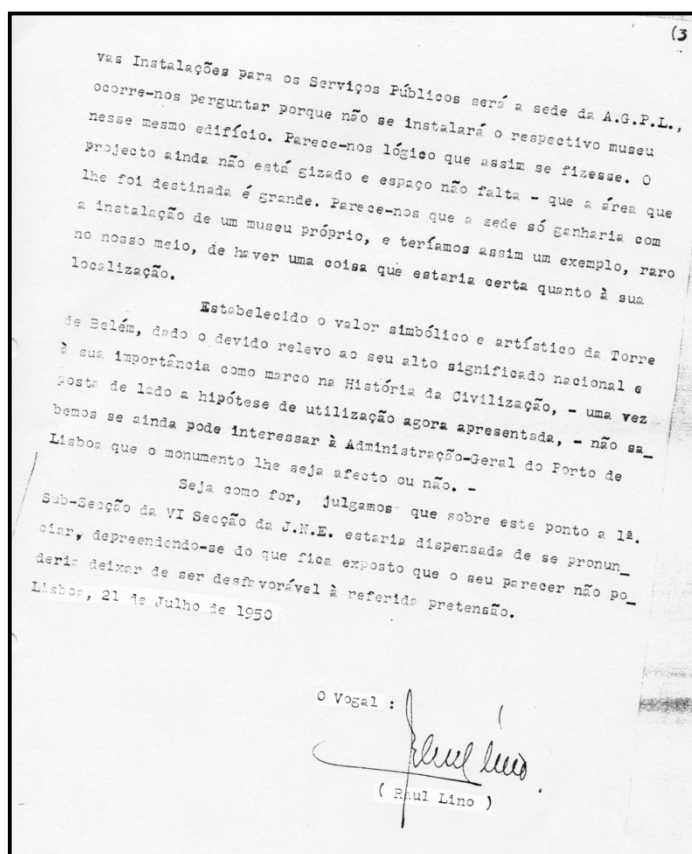 (3
vas Instalações para os Serviços Públicos será a sede da A.G.P.L.,
ocorre-nos perguntar porque não se instalará o respectivo museu
nesse mesmo edifício. Parece-nos lógico que assim se fizesse. O
projecto ainda não está gizado e espaço não falta - que a área que
lhe foi destinada é grande. Parece-nos que a sede só ganharia com
a instalação de um museu próprio, e teríamos assim um exemplo, raro
no nosso meio, de haver uma coisa que estaria certa quanto à sua
localização.
Estabelecido o valor simbólico e artístico da Torre
de Belém, dado o devido relevo ao seu alto significado nacional e
à sua importância como marco na História da Civilização, - uma vez
posta de lado a hipótese de utilização agora apresentada, - não sa_
bemos se ainda pode interessar à Administração-Geral do Porto de
Lisboa que o monumento lhe seja afecto ou não. -
Seja como for, julgamos que sobre este ponto a 1ª.
Sub-Secção da VI Secção da J.N.E. estaria dispensada de se pronun_
ciar, depreendendo-se do que fica exposto que o seu parecer não po_
deria deixar de ser desfavorável à referida pretensão.
Lisboa, 21 de Julho de 1950
O Vogal :
Raul Lino.
( Raul Lino )